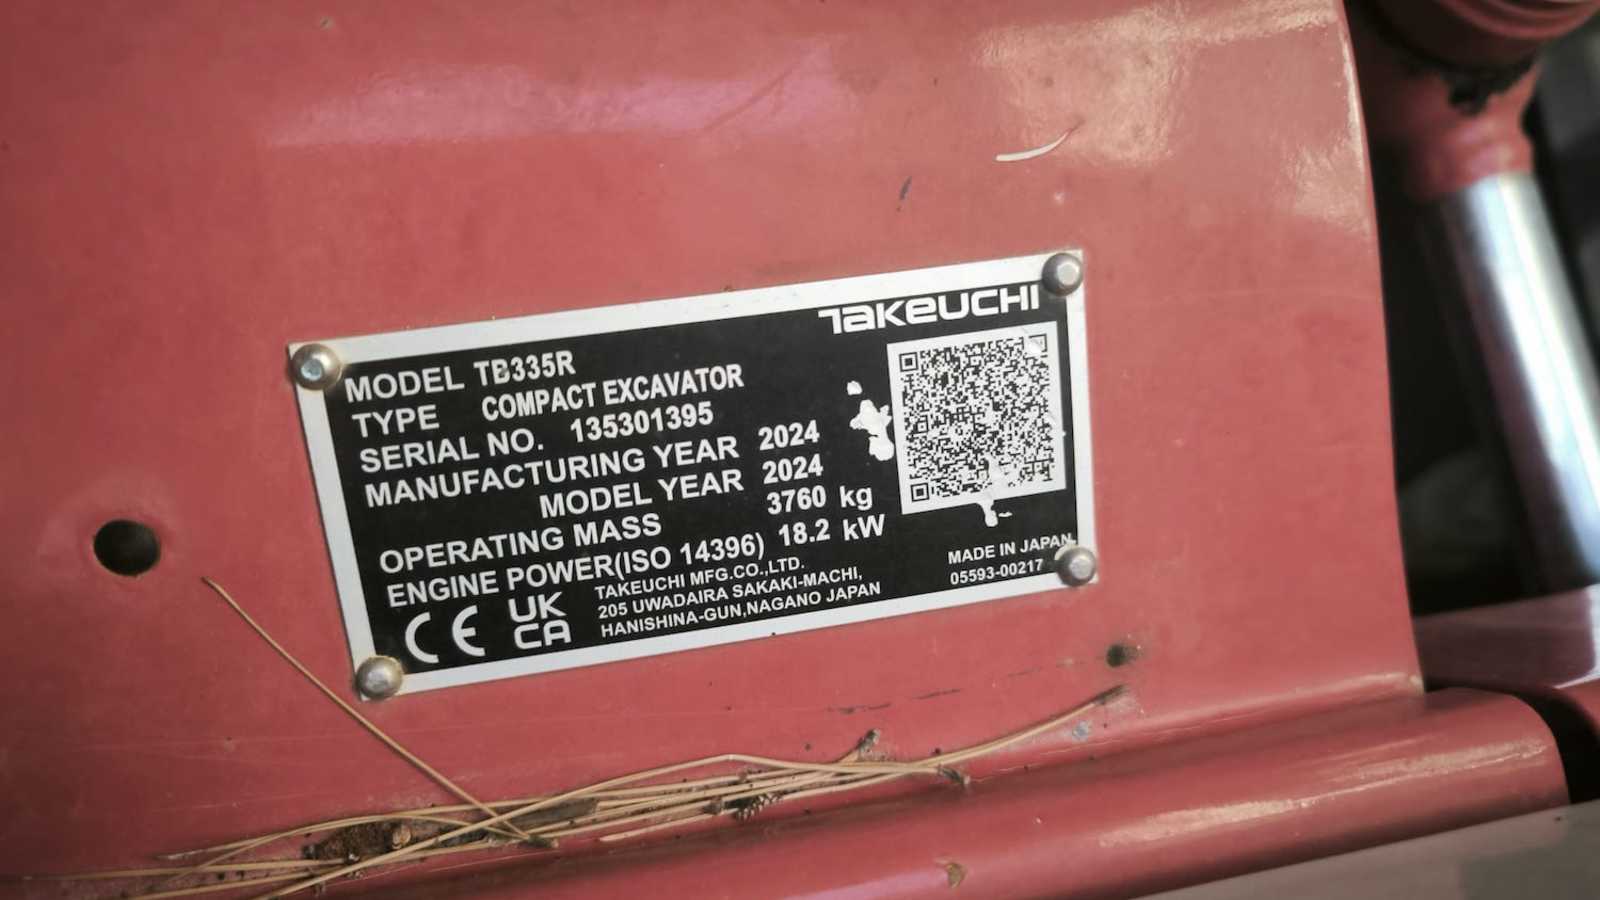 TAKEUCHI
MODEL TB335R
TYPE COMPACT EXCAVATOR
SERIAL NO. 135301395
MANUFACTURING YEAR 2024
MODEL YEAR 2024
OPERATING MASS 3760 kg
ENGINE POWER(ISO 14396) 18.2 kW
CE UK CA
TAKEUCHI MFG.CO.,LTD.
205 UWADAIRA SAKAKI-MACHI,
HANISHINA-GUN,NAGANO JAPAN
MADE IN JAPAN
05593-00217